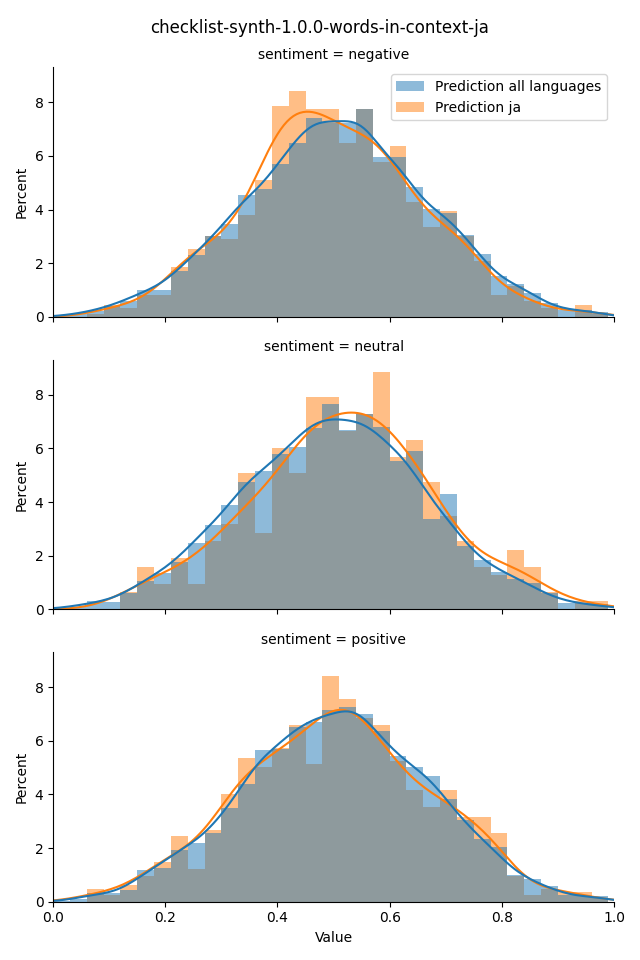 checklist-synth-1.0.0-words-in-context-ja
sentiment = negative
Prediction all languages
Prediction ja
Percent
8
6
4
2
0
sentiment = neutral
Percent
8
6
4
2
0
sentiment = positive
Percent
8
6
4
2
0
0.0 0.2 0.4 0.6 0.8 1.0
Value